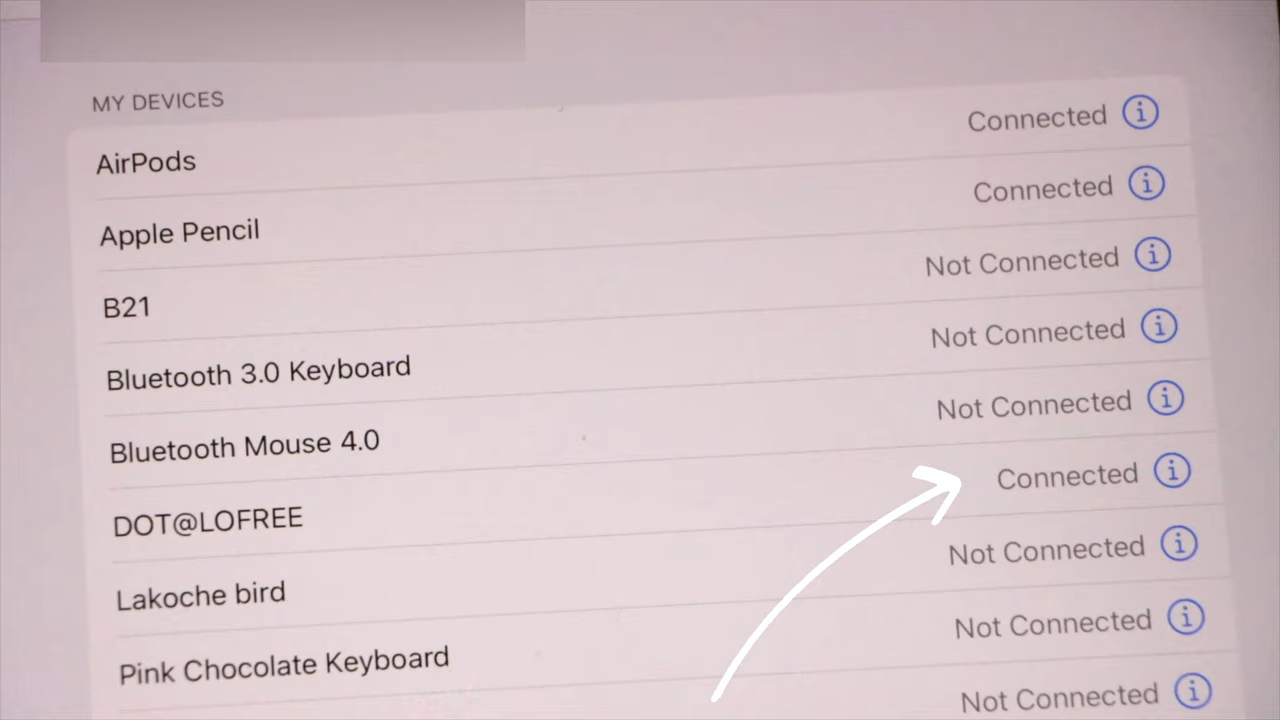 MY DEVICES
AirPods Connected
Apple Pencil Connected
B21 Not Connected
Bluetooth 3.0 Keyboard Not Connected
Bluetooth Mouse 4.0 Not Connected
DOT@LOFREE Connected
Lakoche bird Not Connected
Pink Chocolate Keyboard Not Connected
Not Connected